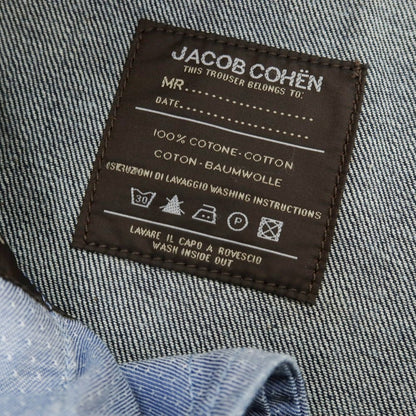 JACOB COHËN
THIS TROUSER BELONGS TO:
MR.....................
DATE.....................
100% COTONE-COTTON
COTON-BAUMWOLLE
ISTRUZIONI DI LAVAGGIO WASHING INSTRUCTIONS
30 P
LAVARE IL CAPO A ROVESCIO
WASH INSIDE OUT